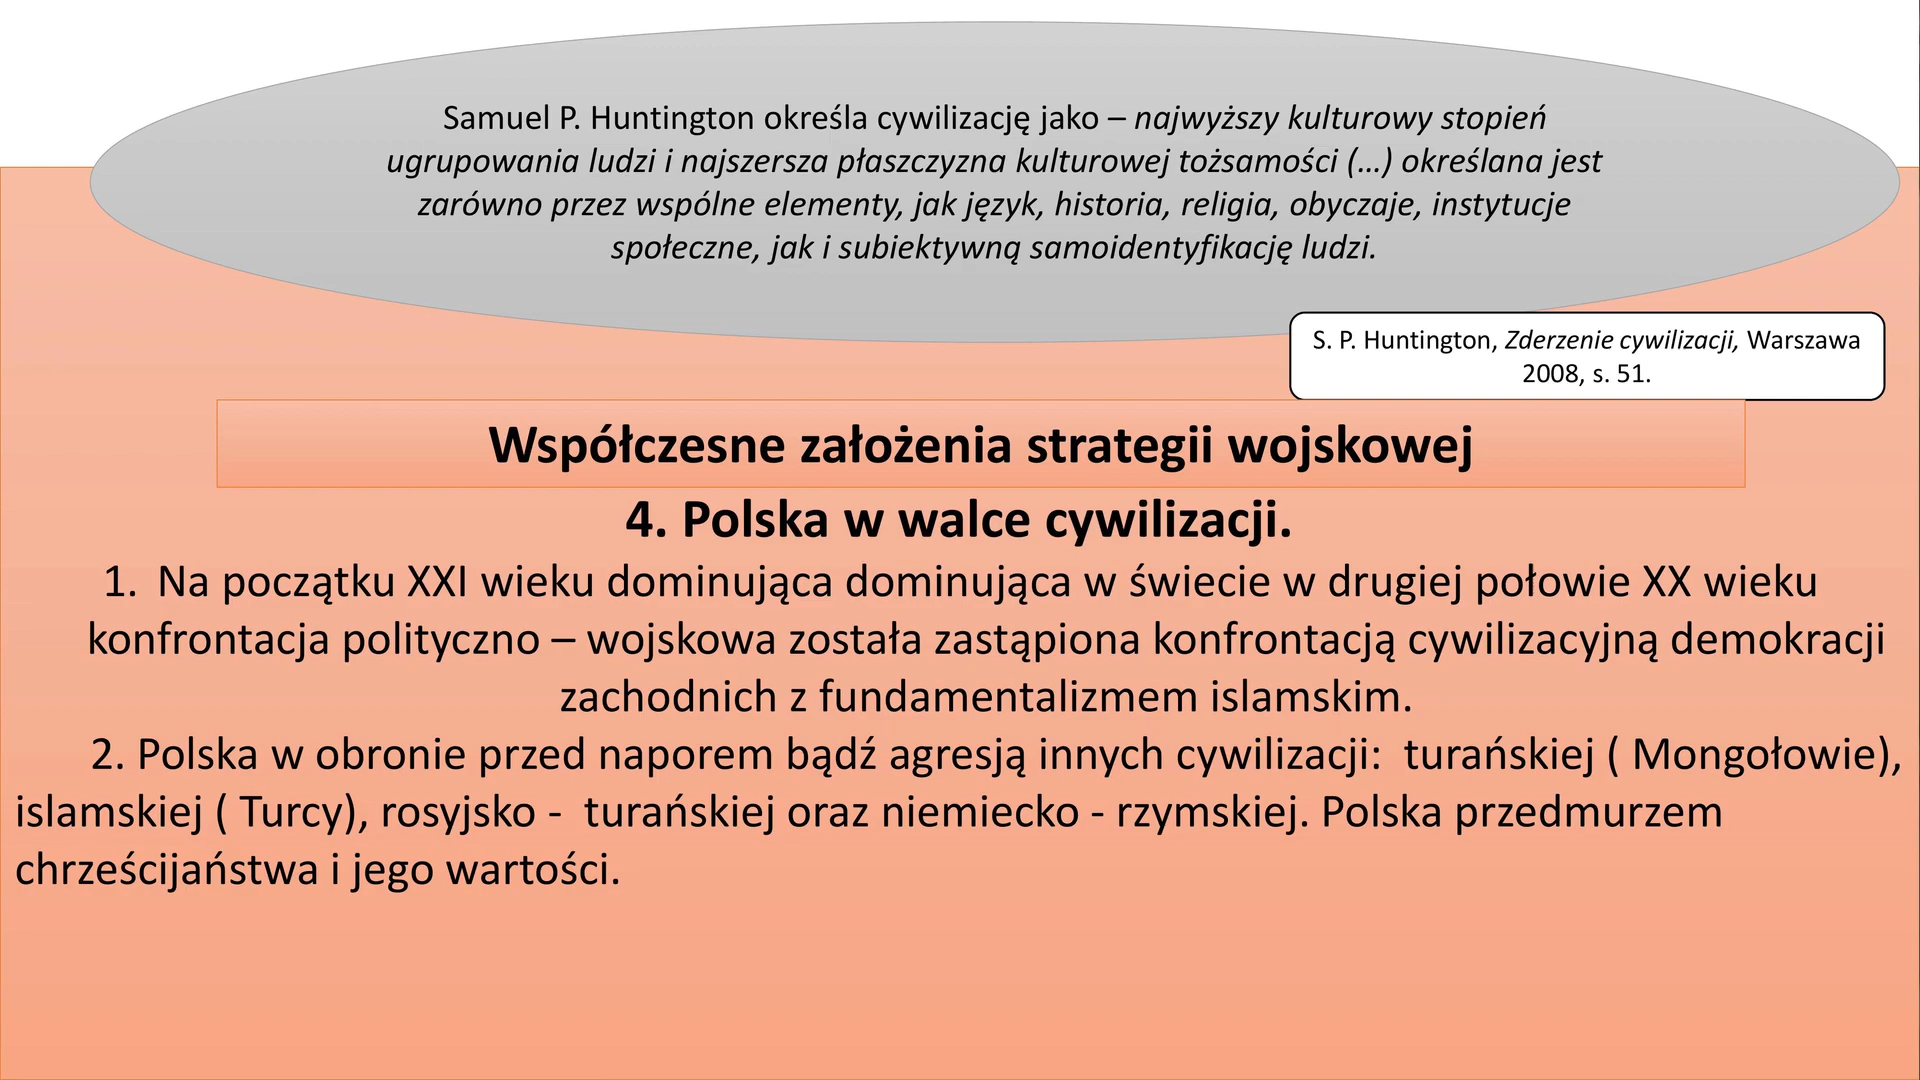 Samuel P. Huntington określa cywilizację jako – najwyższy kulturowy stopień
ugrupowania ludzi i najszersza płaszczyzna kulturowej tożsamości (…) określana jest
zarówno przez wspólne elementy, jak język, historia, religia, obyczaje, instytucje
społeczne, jak i subiektywną samoidentyfikację ludzi.
S. P. Huntington, Zderzenie cywilizacji, Warszawa
2008, s. 51.
Współczesne założenia strategii wojskowej
4. Polska w walce cywilizacji.
1. Na początku XXI wieku dominująca dominująca w świecie w drugiej połowie XX wieku
konfrontacja polityczno – wojskowa została zastąpiona konfrontacją cywilizacyjną demokracji
zachodnich z fundamentalizmem islamskim.
2. Polska w obronie przed naporem bądź agresją innych cywilizacji: turańskiej ( Mongołowie),
islamskiej ( Turcy), rosyjsko - turańskiej oraz niemiecko - rzymskiej. Polska przedmurzem
chrześcijaństwa i jego wartości.